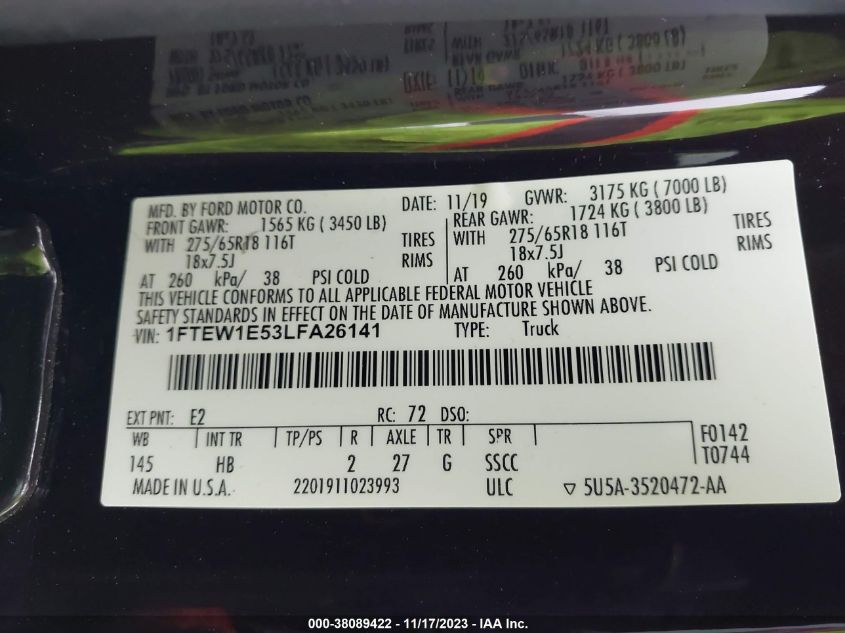 MFD. BY FORD MOTOR CO. DATE: 11/19 GVWR: 3175 KG ( 7000 LB)
FRONT GAWR: 1565 KG ( 3450 LB) REAR GAWR: 1724 KG ( 3800 LB)
WITH 275/65R18 116T TIRES WITH 275/65R18 116T TIRES
18x7.5J RIMS 18x7.5J RIMS
AT 260 kPa/ 38 PSI COLD AT 260 kPa/ 38 PSI COLD
THIS VEHICLE CONFORMS TO ALL APPLICABLE FEDERAL MOTOR VEHICLE
SAFETY STANDARDS IN EFFECT ON THE DATE OF MANUFACTURE SHOWN ABOVE.
VIN: 1FTEW1E53LFA26141 TYPE: Truck
EXT PNT: E2 RC: 72 DSO:
WB INT TR TP/PS R AXLE TR SPR F0142
145 HB 2 27 G SSCC T0744
MADE IN U.S.A. 2201911023993 ULC ▽ 5U5A-3520472-AA
000-38089422 - 11/17/2023 - IAA Inc.